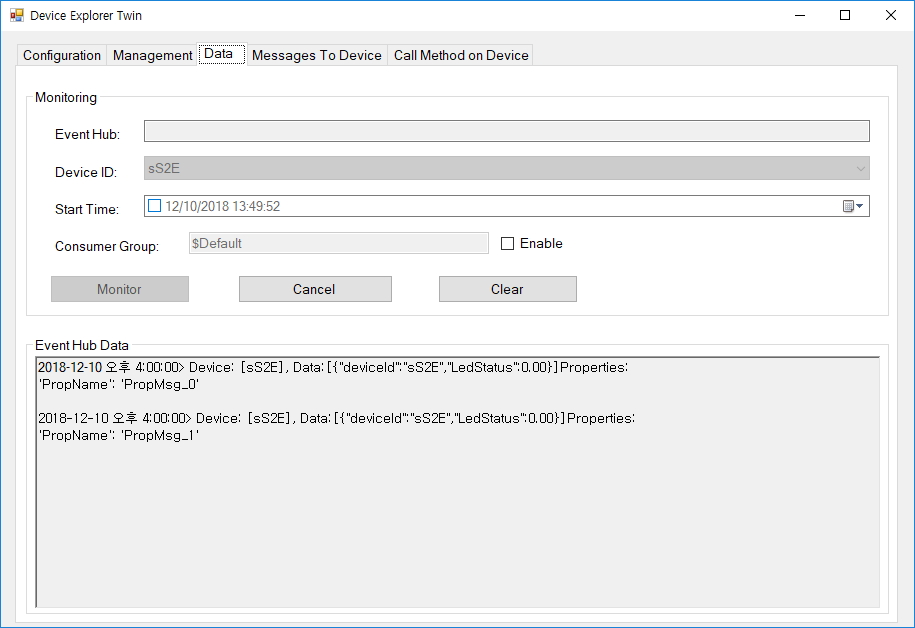 Device Explorer Twin
Configuration Management Data Messages To Device Call Method on Device
Monitoring
Event Hub:
Device ID: sS2E
Start Time: 12/10/2018 13:49:52
Consumer Group: $Default Enable
Monitor Cancel Clear
Event Hub Data
2018-12-10 오후 4:00:00> Device: [sS2E], Data:[{"deviceId":"sS2E","LedStatus":0.00}]Properties:
'PropName': 'PropMsg_0'
2018-12-10 오후 4:00:00> Device: [sS2E], Data:[{"deviceId":"sS2E","LedStatus":0.00}]Properties:
'PropName': 'PropMsg_1'